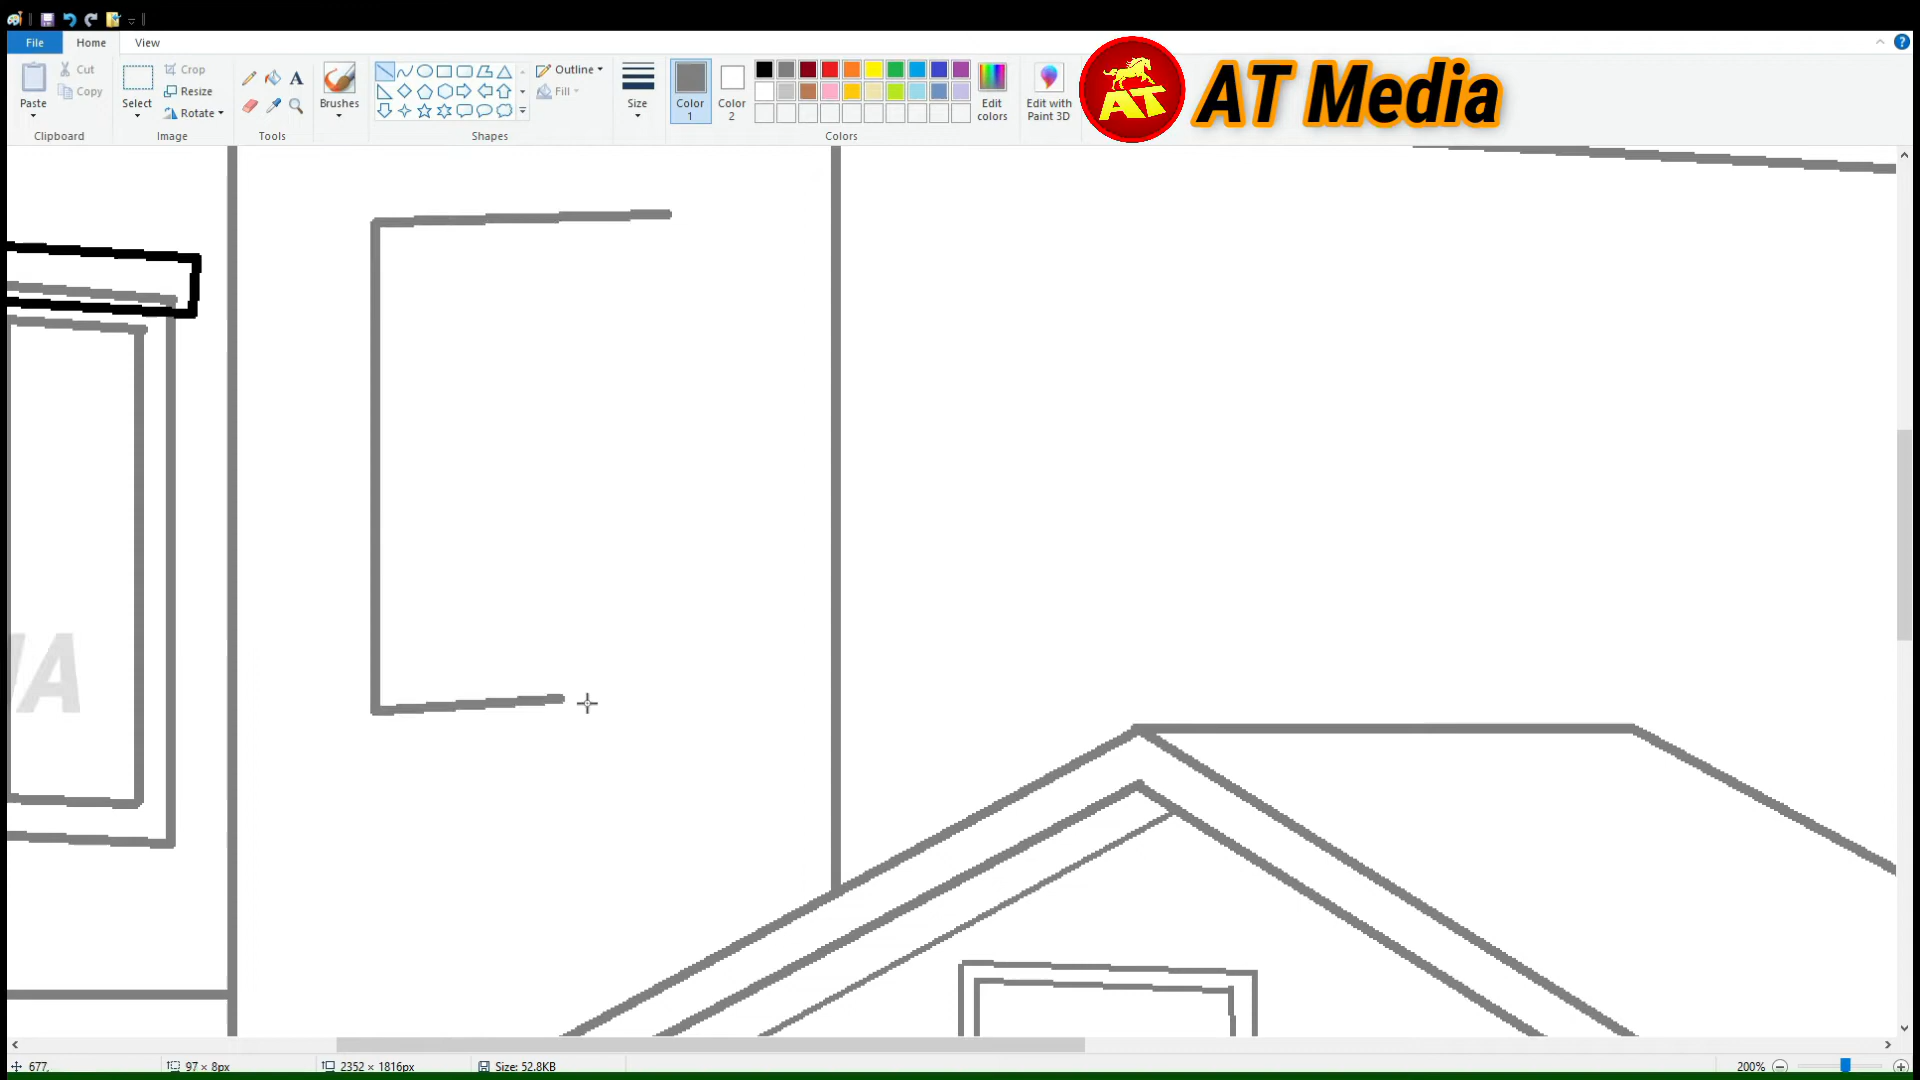 File Home View
AT AT Media
Paste Cut Copy Clipboard
Select Crop Resize Rotate Image
A Tools
Brushes
Shapes
Outline Fill
Size
Color 1 Color 2
Edit colors
Colors
Edit with Paint 3D
IA
677,
97 × 8px
2352 × 1816px
Size: 52.8KB
200%